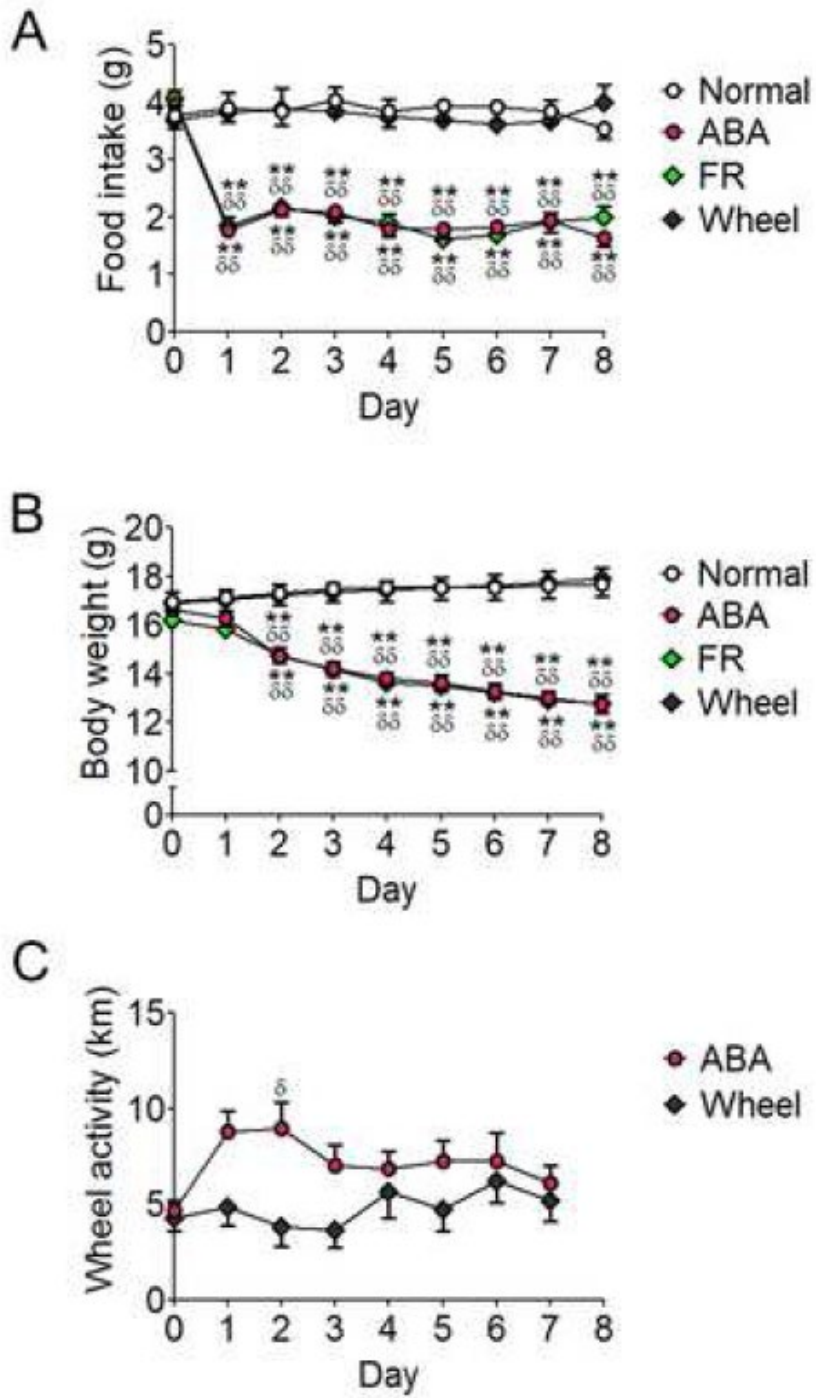 A
Food intake (g)
5
4
3
2
1
0
0 1 2 3 4 5 6 7 8
Day
Normal
ABA
FR
Wheel
B
Body weight (g)
20
18
16
14
12
10
0
0 1 2 3 4 5 6 7 8
Day
Normal
ABA
FR
Wheel
C
Wheel activity (km)
15
10
5
0
δ
0 1 2 3 4 5 6 7 8
Day
ABA
Wheel